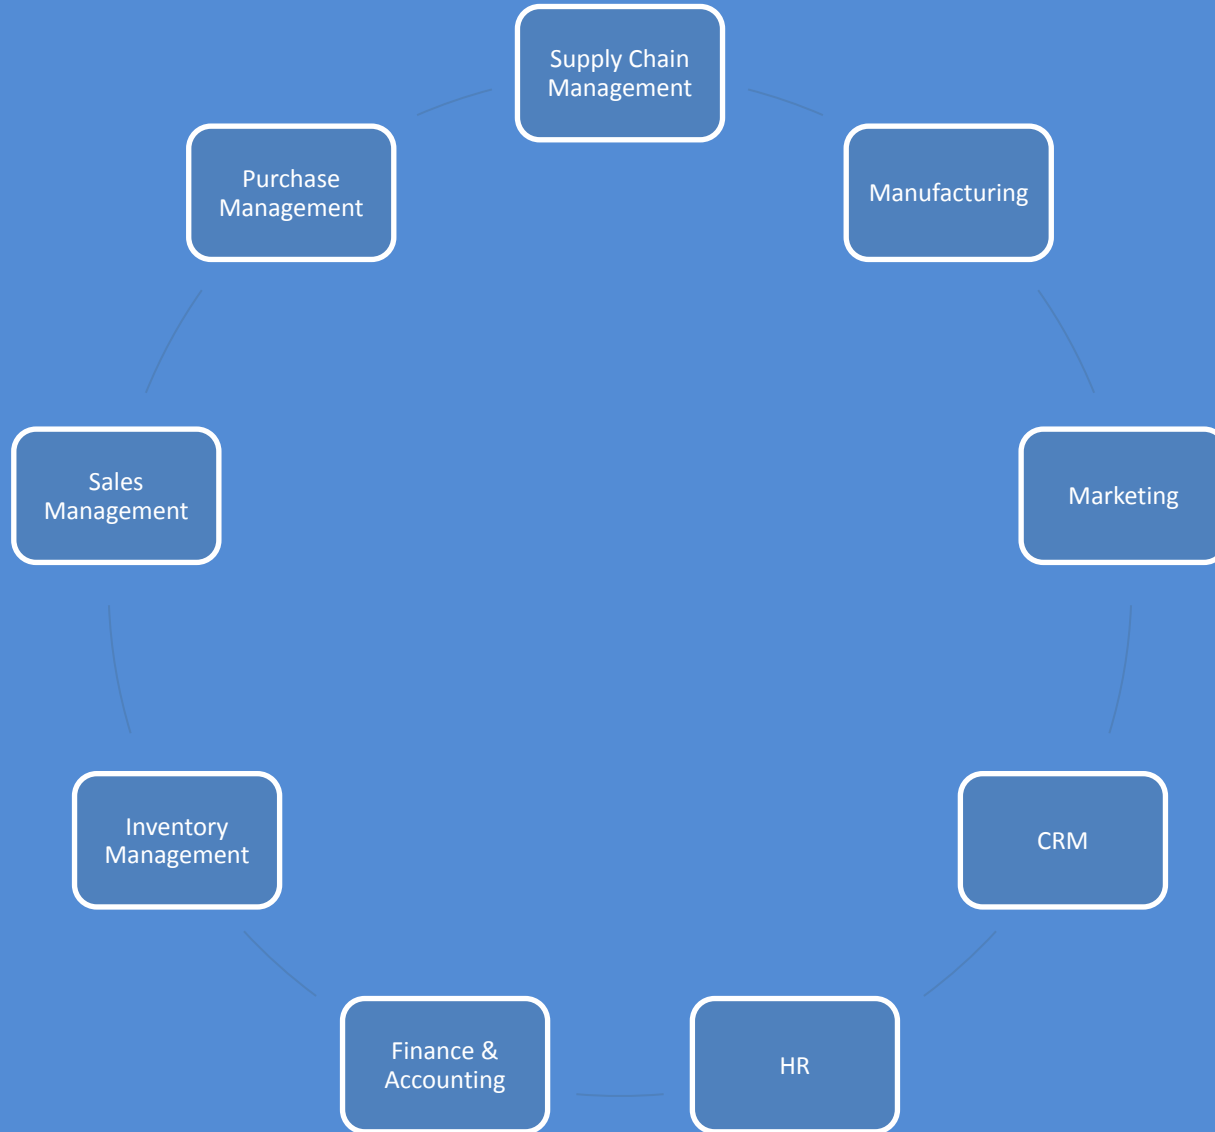 Supply Chain
Management
Manufacturing
Marketing
CRM
HR
Finance &
Accounting
Inventory
Management
Sales
Management
Purchase
Management